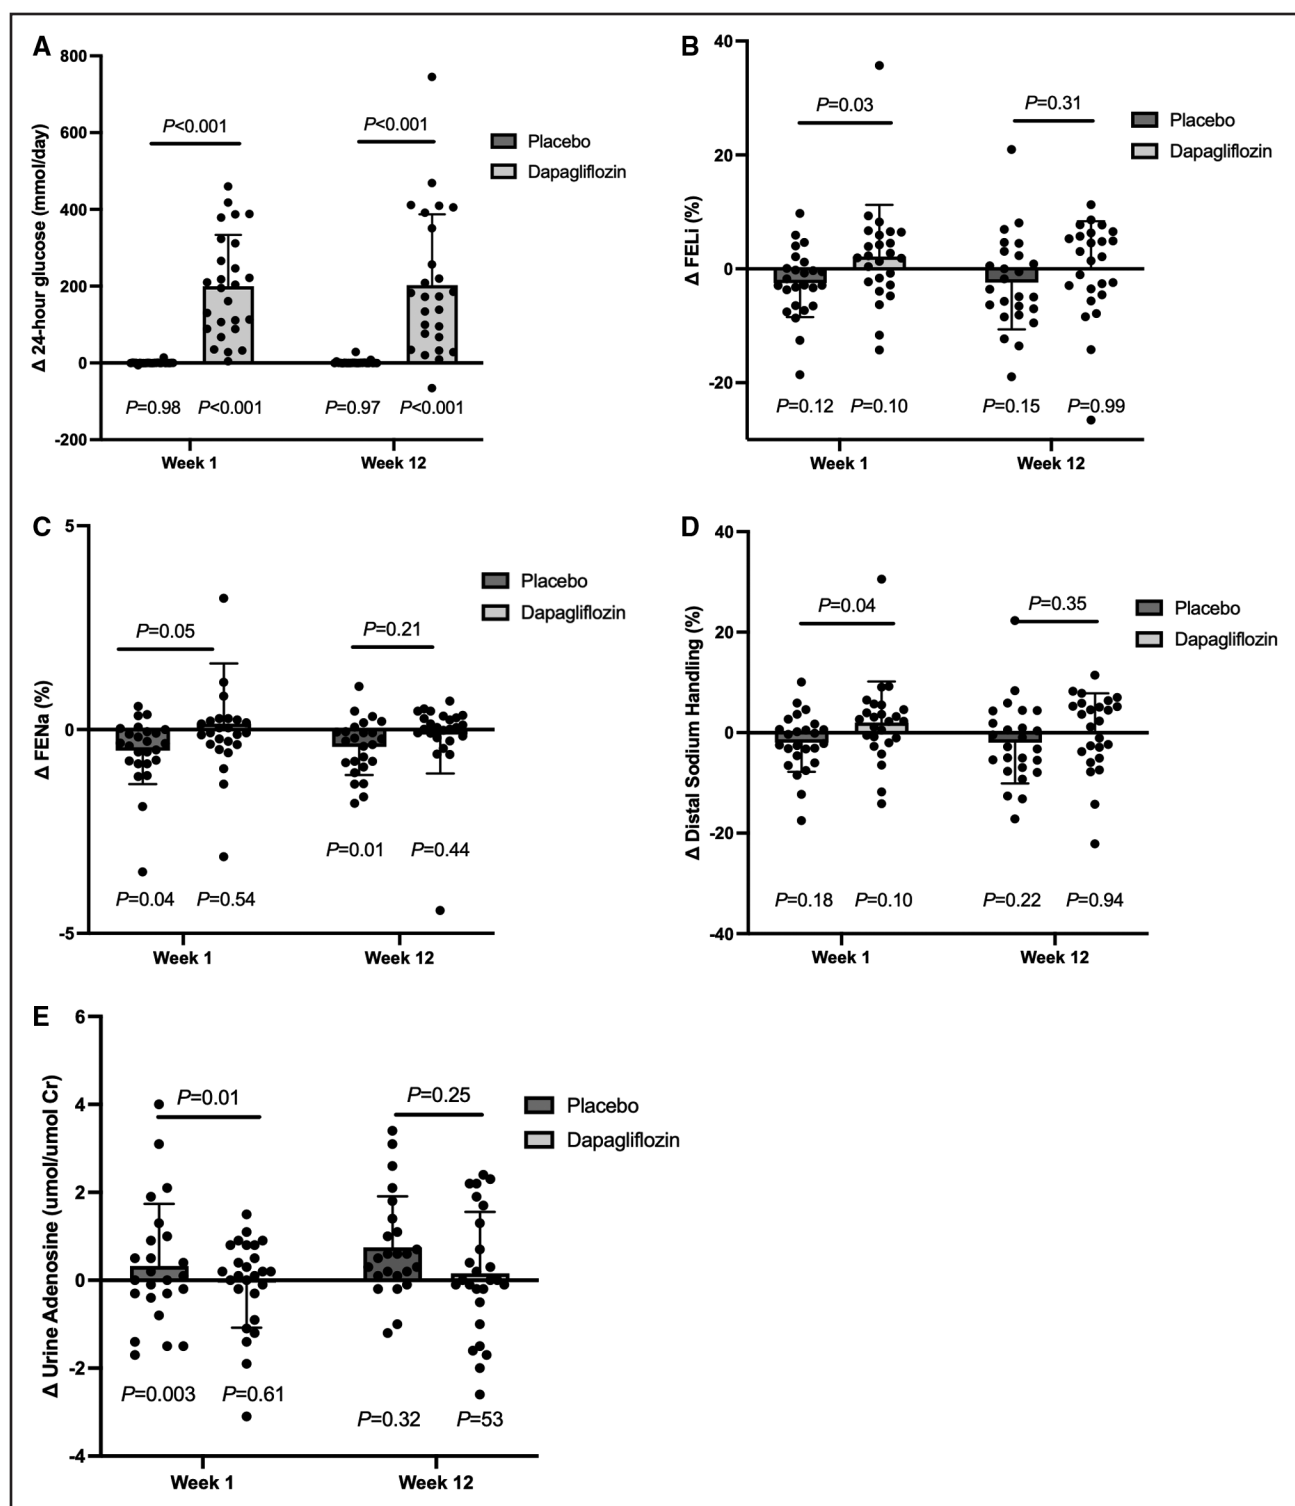 A
Δ 24-hour glucose (mmol/day)
800
600
400
200
0
-200
P<0.001
P<0.001
Placebo
Dapagliflozin
P=0.98
P<0.001
P=0.97
P<0.001
Week 1
Week 12
B
Δ FELi (%)
40
20
0
-20
P=0.03
P=0.31
Placebo
Dapagliflozin
P=0.12
P=0.10
P=0.15
P=0.99
Week 1
Week 12
C
Δ FENa (%)
5
0
-5
P=0.05
P=0.21
Placebo
Dapagliflozin
P=0.01
P=0.44
P=0.04
P=0.54
Week 1
Week 12
D
Δ Distal Sodium Handling (%)
40
20
0
-20
-40
P=0.04
P=0.35
Placebo
Dapagliflozin
P=0.18
P=0.10
P=0.22
P=0.94
Week 1
Week 12
E
Δ Urine Adenosine (umol/umol Cr)
6
4
2
0
-2
-4
P=0.01
P=0.25
Placebo
Dapagliflozin
P=0.003
P=0.61
P=0.32
P=53
Week 1
Week 12